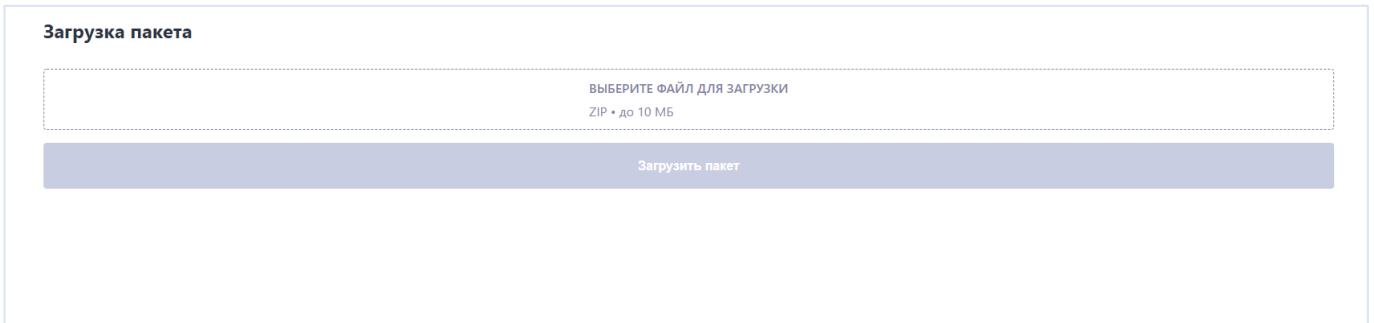 Загрузка пакета
ВЫБЕРИТЕ ФАЙЛ ДЛЯ ЗАГРУЗКИ
ZIP • до 10 МБ
Загрузить пакет